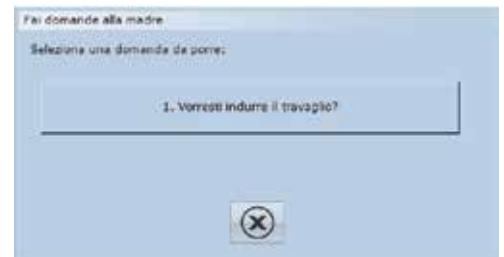 Fai domande alla madre
Seleziona una domanda da porre:
1. Vorresti indurre il travaglio?